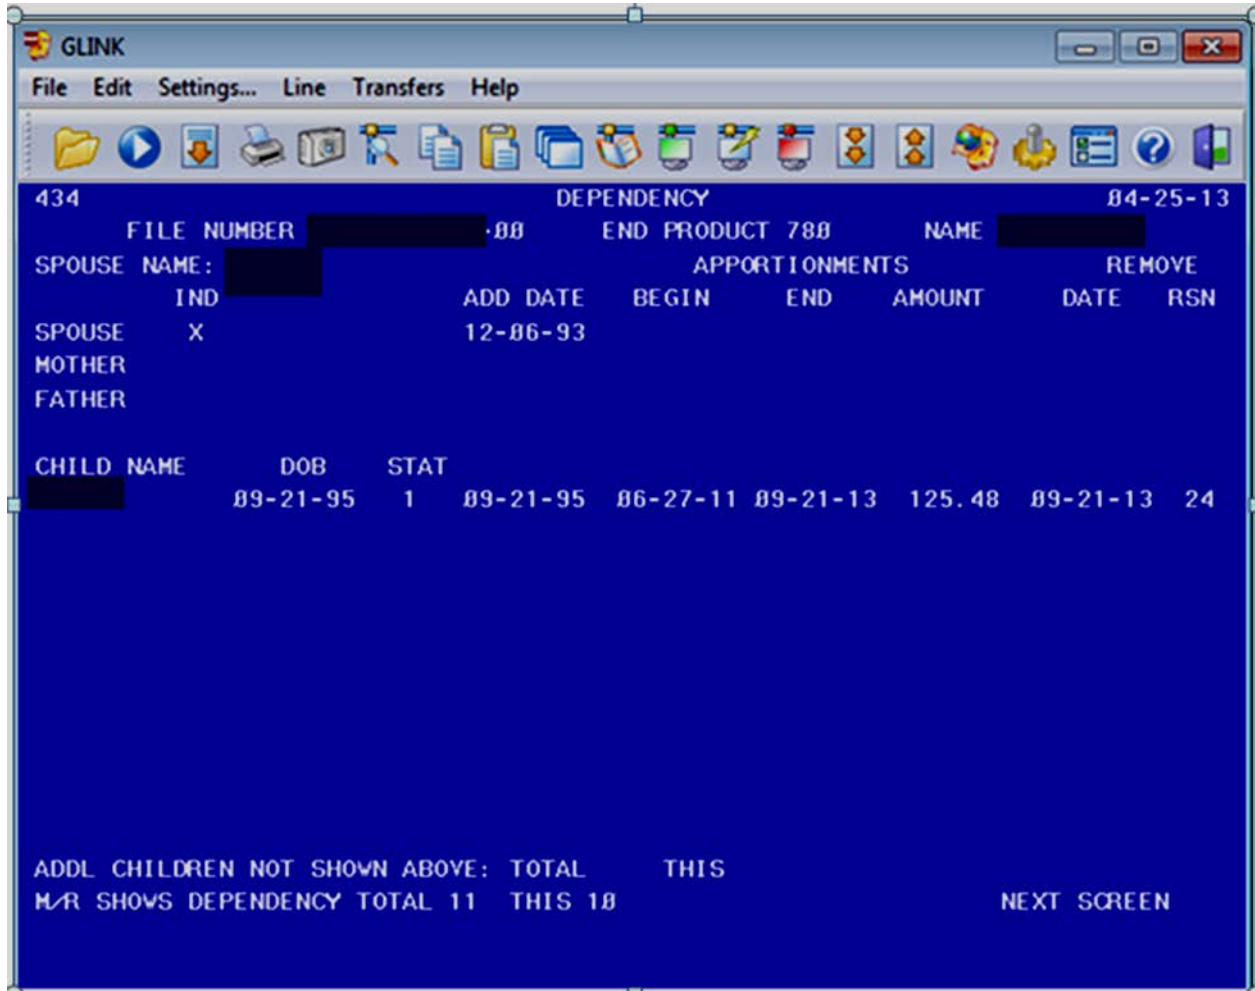 GLINK
File Edit Settings... Line Transfers Help
434 DEPENDENCY 04-25-13
FILE NUMBER .00 END PRODUCT 780 NAME
SPOUSE NAME: APPORTIONMENTS REMOVE
IND ADD DATE BEGIN END AMOUNT DATE RSN
SPOUSE X 12-06-93
MOTHER
FATHER
CHILD NAME DOB STAT
09-21-95 1 09-21-95 06-27-11 09-21-13 125.48 09-21-13 24
ADDL CHILDREN NOT SHOWN ABOVE: TOTAL THIS
M/R SHOWS DEPENDENCY TOTAL 11 THIS 10 NEXT SCREEN